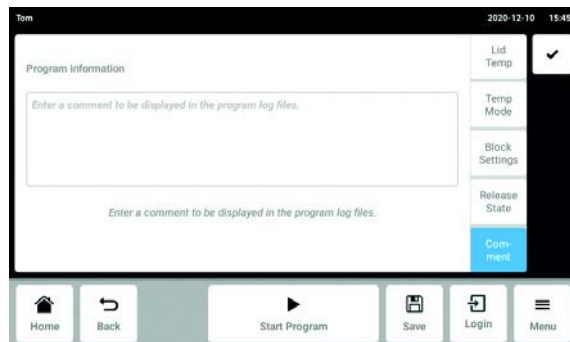 Tom 2020-12-10 15:45
Program information
Enter a comment to be displayed in the program log files.
Enter a comment to be displayed in the program log files.
Lid
Temp
Temp
Mode
Block
Settings
Release
State
Com-
ment
Home Back Start Program Save Login Menu